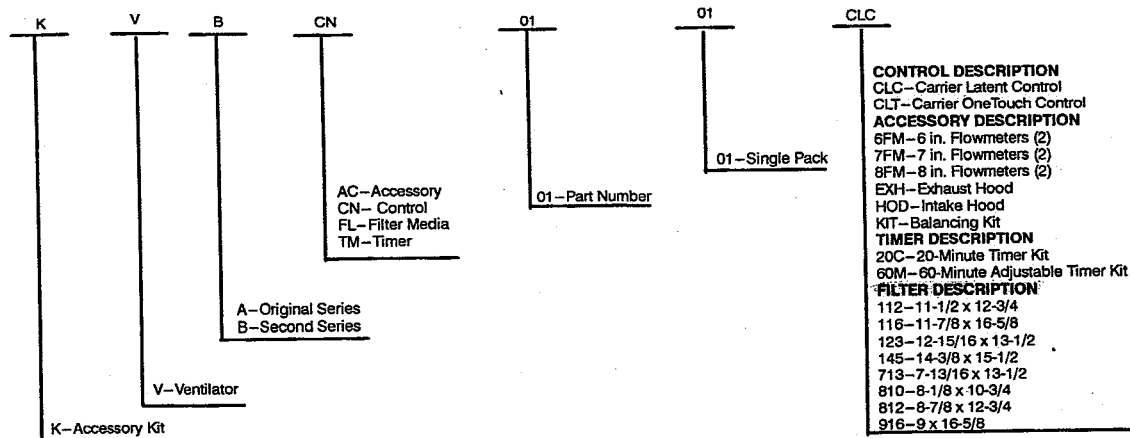 K V B CN 01 01 CLC
CONTROL DESCRIPTION
CLC–Carrier Latent Control
CLT–Carrier OneTouch Control
ACCESSORY DESCRIPTION
6FM–6 in. Flowmeters (2)
7FM–7 in. Flowmeters (2)
8FM–8 in. Flowmeters (2)
EXH–Exhaust Hood
HOD–Intake Hood
KIT–Balancing Kit
TIMER DESCRIPTION
20C–20-Minute Timer Kit
60M–60-Minute Adjustable Timer Kit
FILTER DESCRIPTION
112–11-1/2 x 12-3/4
116–11-7/8 x 16-5/8
123–12-15/16 x 13-1/2
145–14-3/8 x 15-1/2
713–7-13/16 x 13-1/2
810–8-1/8 x 10-3/4
812–8-7/8 x 12-3/4
916–9 x 16-5/8
01–Single Pack
01–Part Number
AC–Accessory
CN– Control
FL–Filter Media
TM–Timer
A–Original Series
B–Second Series
V–Ventilator
K–Accessory Kit